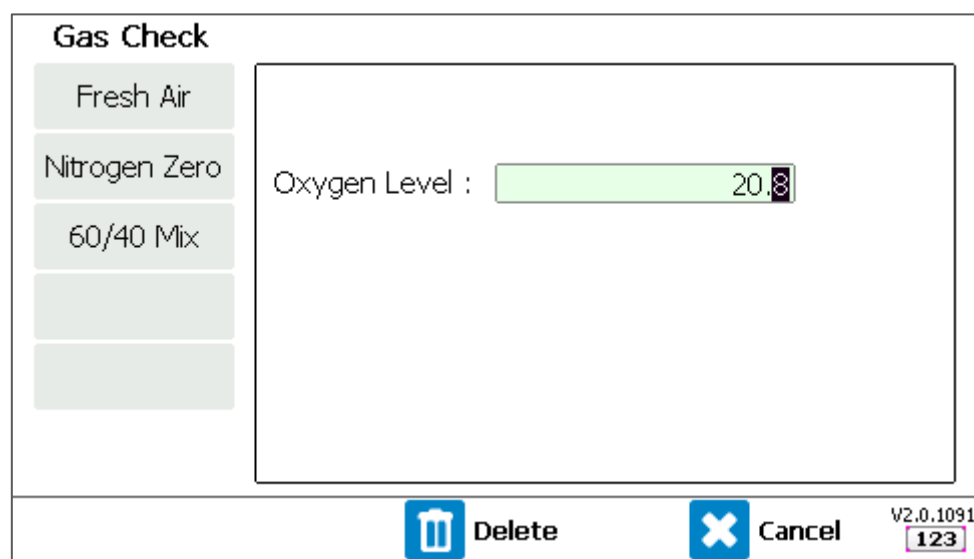 Gas Check
Fresh Air
Nitrogen Zero
60/40 Mix
Oxygen Level : 20.8
Delete
Cancel
V2.0.1091
123